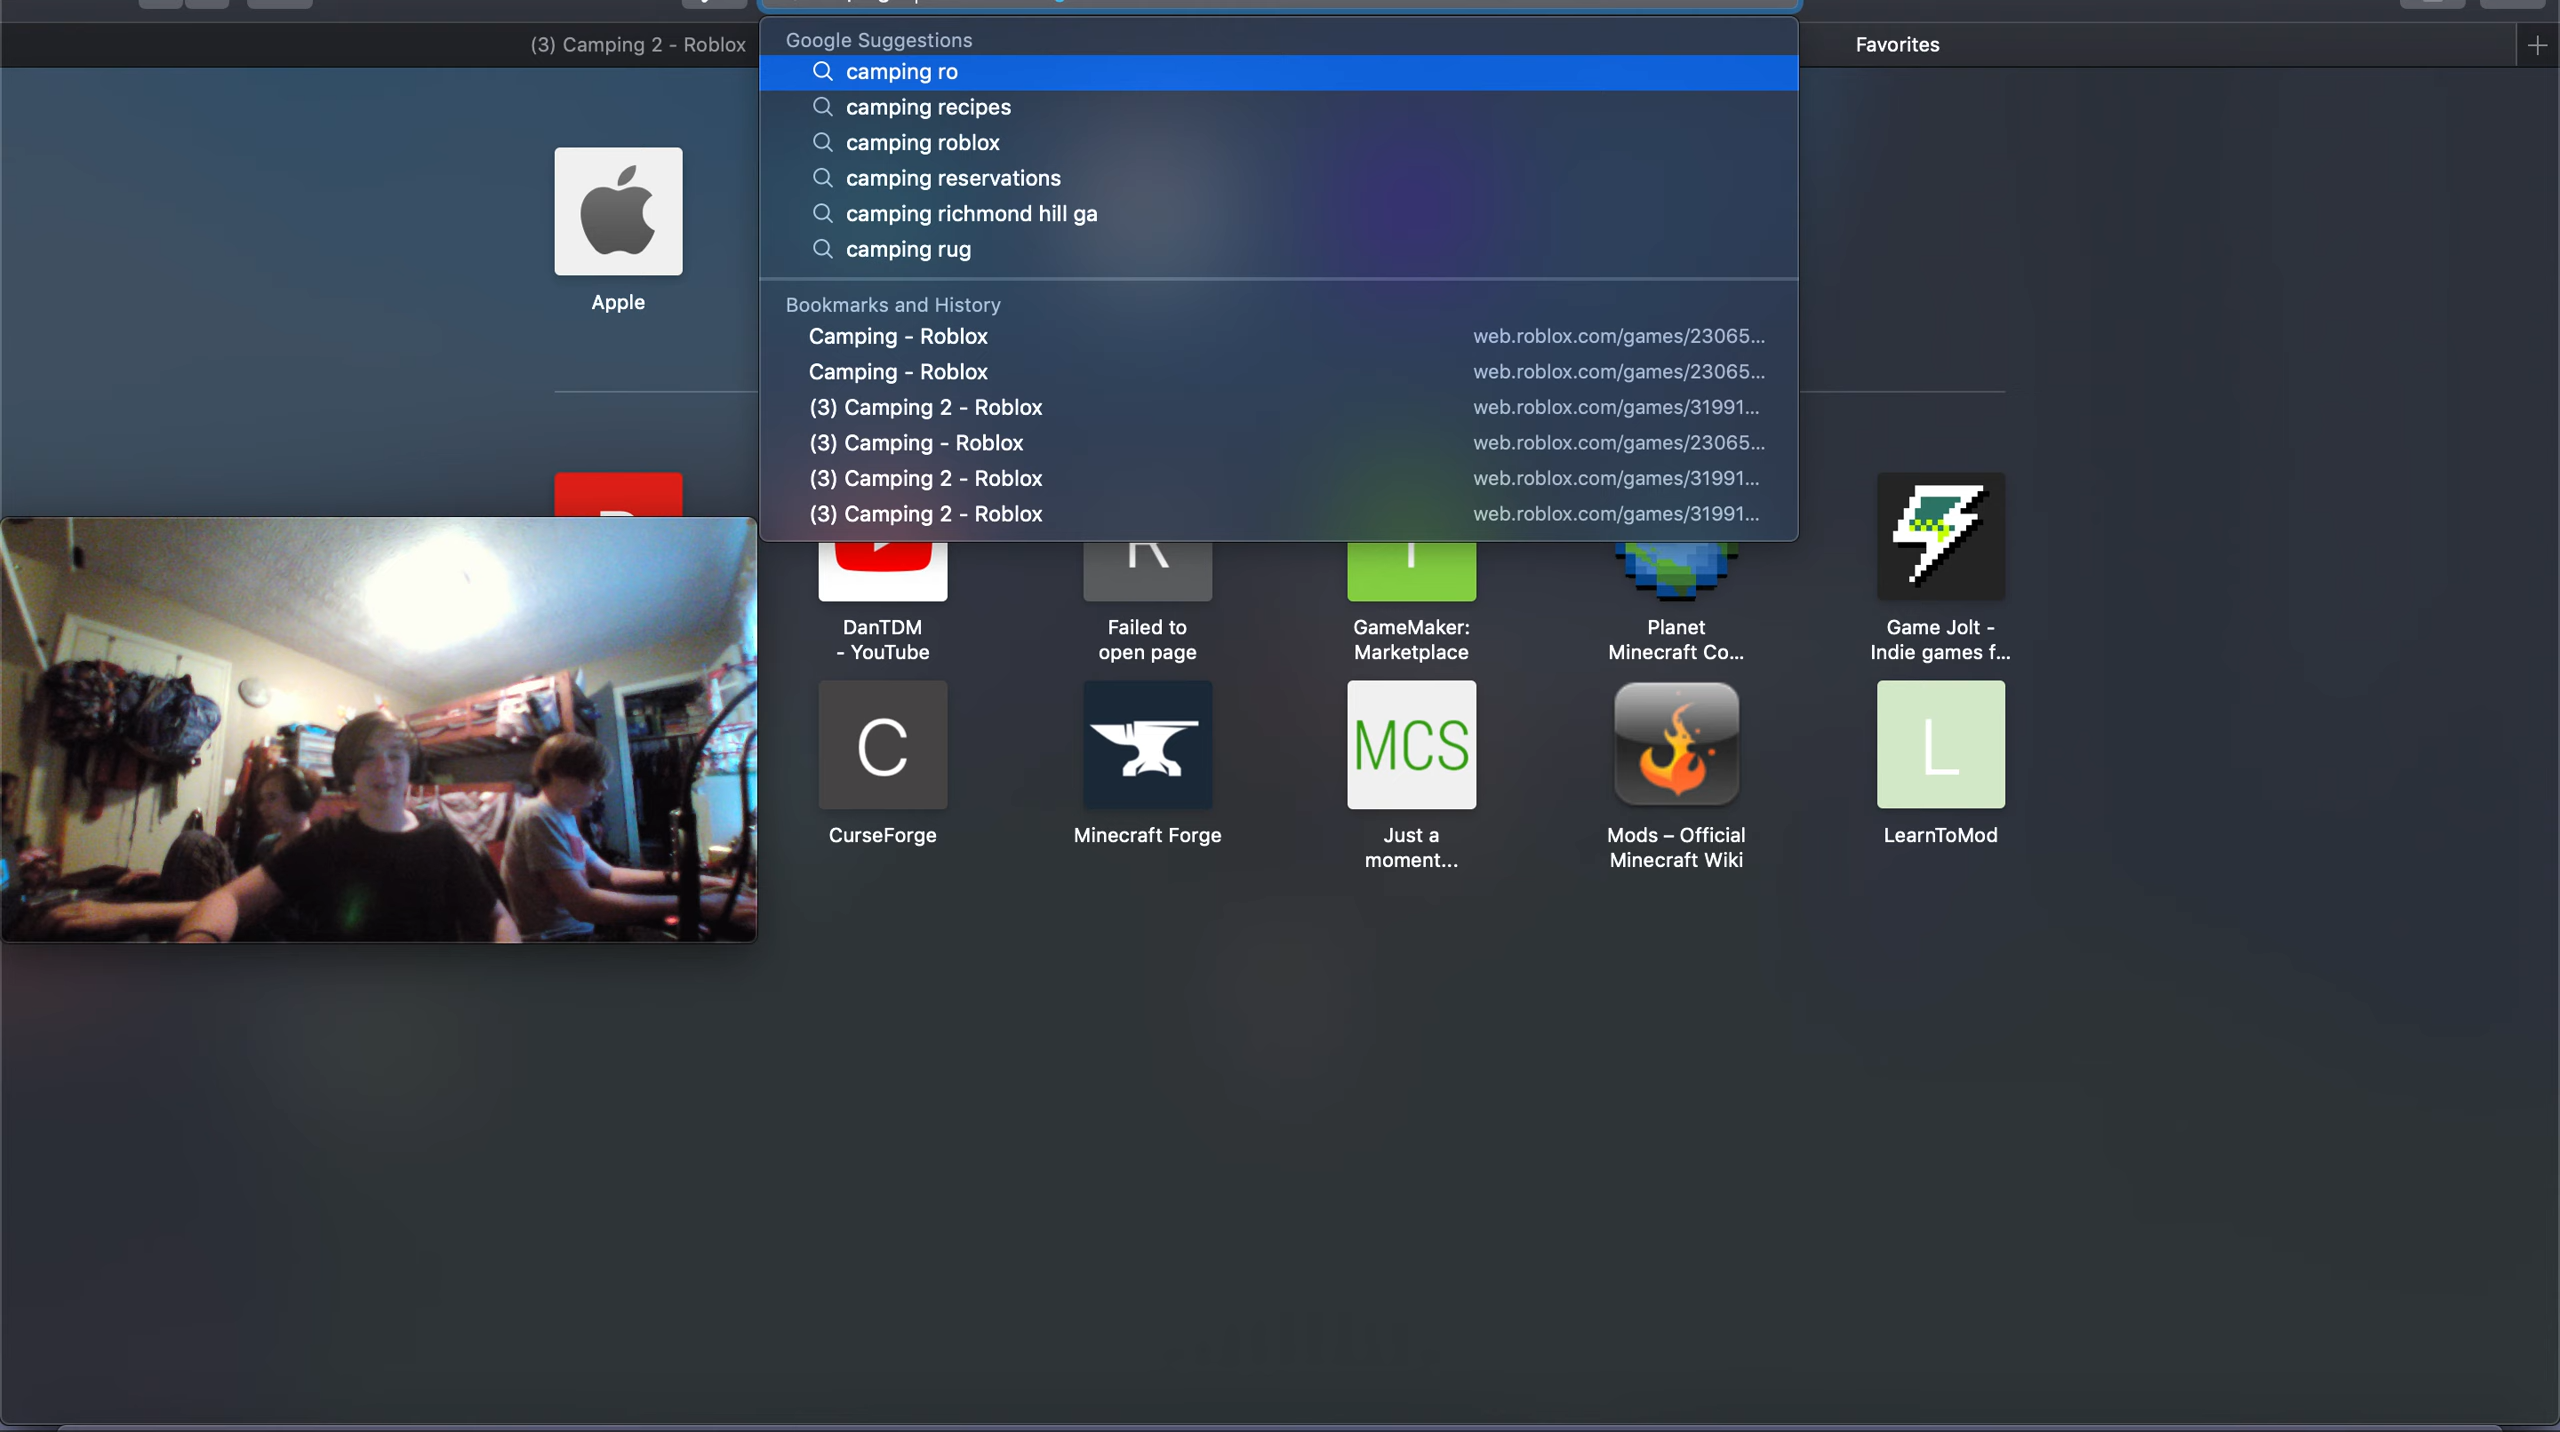 (3) Camping 2 - Roblox
Favorites
Google Suggestions
camping ro
camping recipes
camping roblox
camping reservations
camping richmond hill ga
camping rug
Bookmarks and History
Camping - Roblox web.roblox.com/games/23065...
Camping - Roblox web.roblox.com/games/23065...
(3) Camping 2 - Roblox web.roblox.com/games/31991...
(3) Camping - Roblox web.roblox.com/games/23065...
(3) Camping 2 - Roblox web.roblox.com/games/31991...
(3) Camping 2 - Roblox web.roblox.com/games/31991...
Apple
DanTDM
- YouTube
Failed to
open page
GameMaker:
Marketplace
Planet
Minecraft Co...
Game Jolt -
Indie games f...
C
MCS
L
CurseForge
Minecraft Forge
Just a
moment...
Mods – Official
Minecraft Wiki
LearnToMod